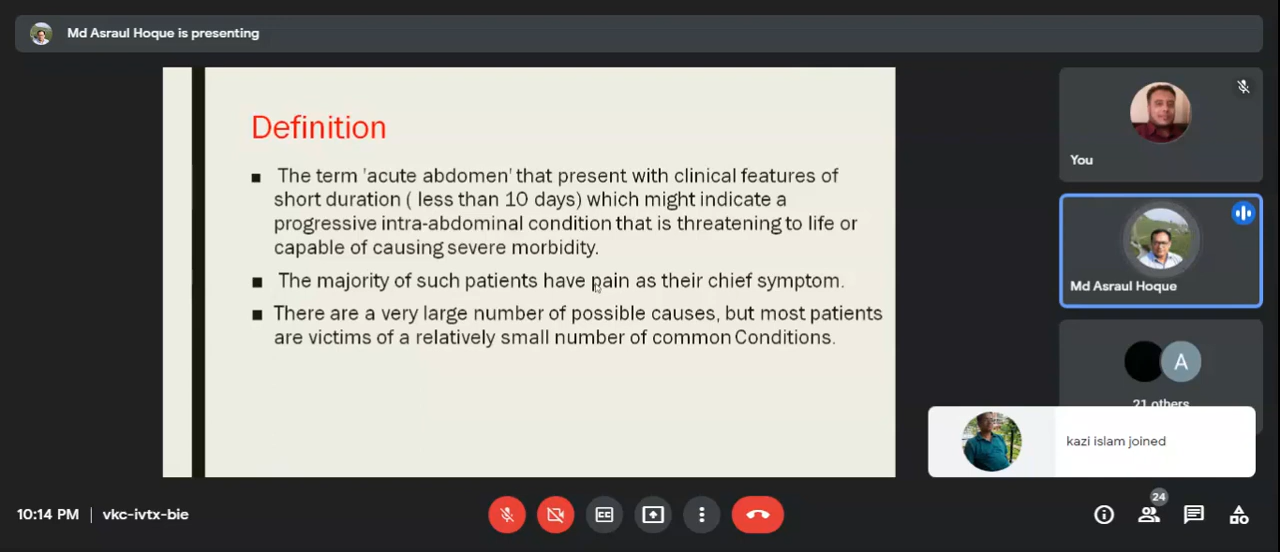 Md Asraul Hoque is presenting
Definition
■ The term 'acute abdomen' that present with clinical features of
short duration ( less than 10 days) which might indicate a
progressive intra-abdominal condition that is threatening to life or
capable of causing severe morbidity.
■ The majority of such patients have pain as their chief symptom.
■ There are a very large number of possible causes, but most patients
are victims of a relatively small number of common Conditions.
You
Md Asraul Hoque
A
21 others
kazi islam joined
10:14 PM | vkc-ivtx-bie
CC
24